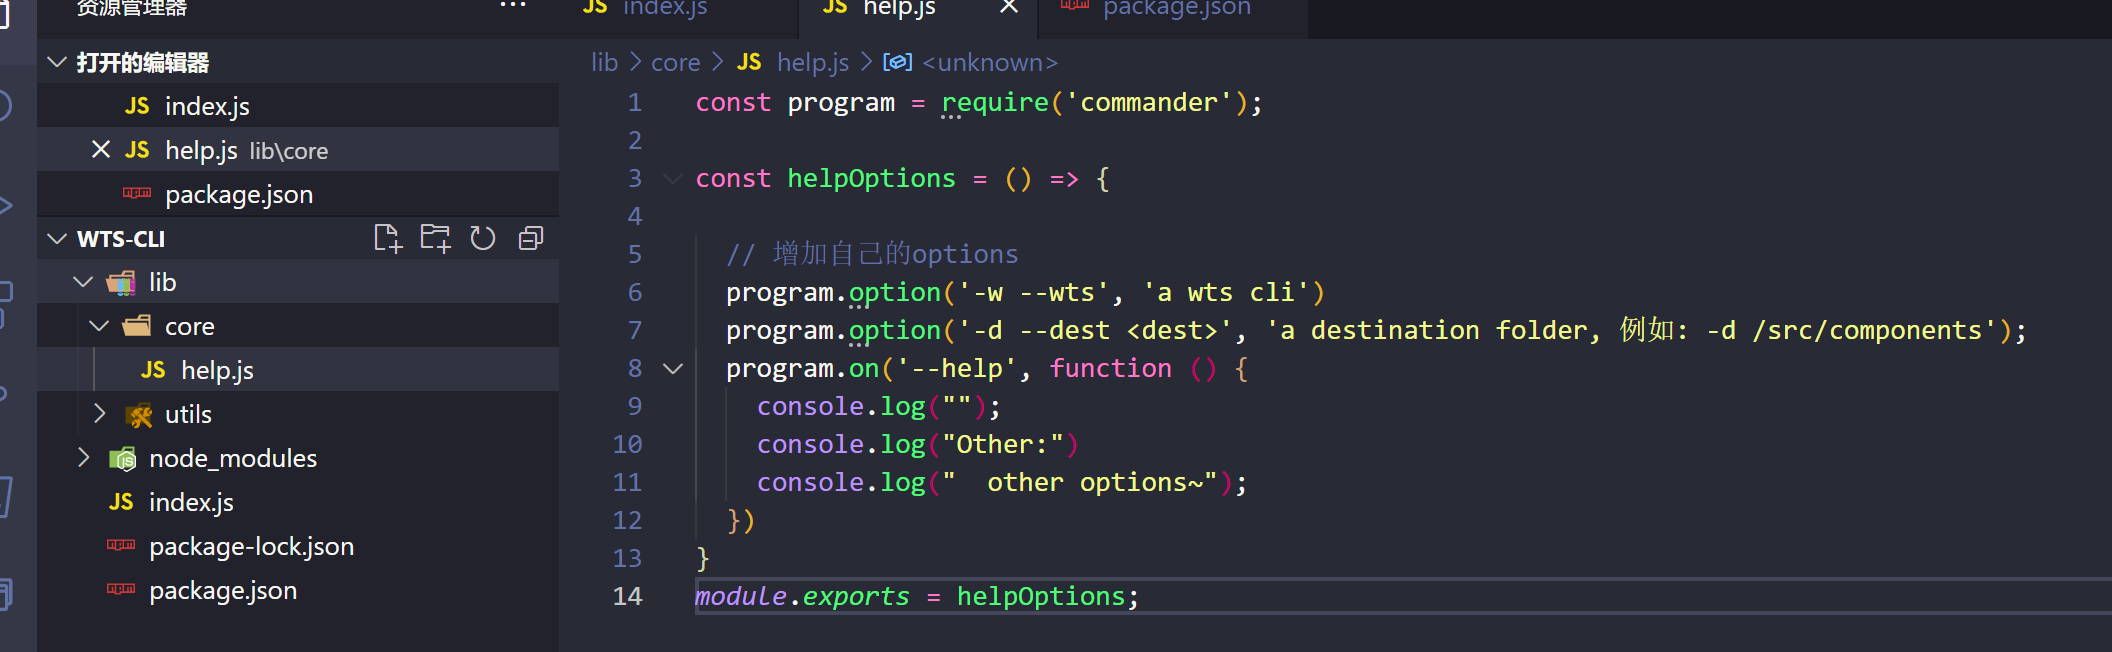 资源管理器
打开的编辑器
JS index.js
JS help.js lib\core
package.json
WTS-CLI
lib
core
JS help.js
utils
node_modules
JS index.js
package-lock.json
package.json
JS index.js
JS help.js
package.json
lib > core > JS help.js > <unknown>
1 const program = require('commander');
2
3 const helpOptions = () => {
4
5 // 增加自己的options
6 program.option('-w --wts', 'a wts cli')
7 program.option('-d --dest <dest>', 'a destination folder, 例如: -d /src/components');
8 program.on('--help', function () {
9 console.log("");
10 console.log("Other:")
11 console.log("  other options~");
12 })
13 }
14 module.exports = helpOptions;